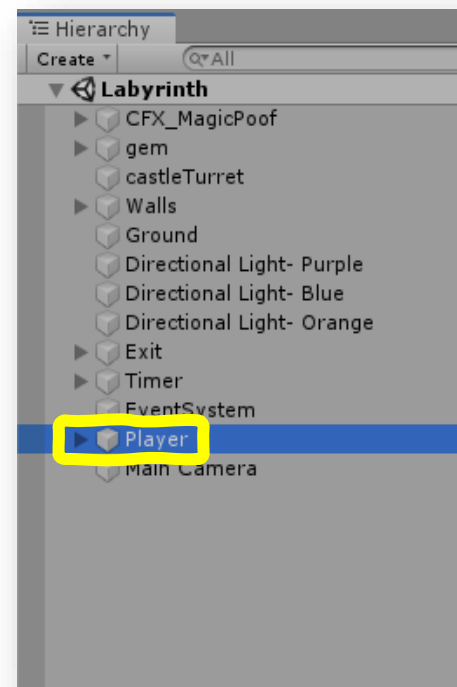 Hierarchy
Create All
Labyrinth
CFX_MagicPoof
gem
castleTurret
Walls
Ground
Directional Light- Purple
Directional Light- Blue
Directional Light- Orange
Exit
Timer
EventSystem
Player
Main Camera